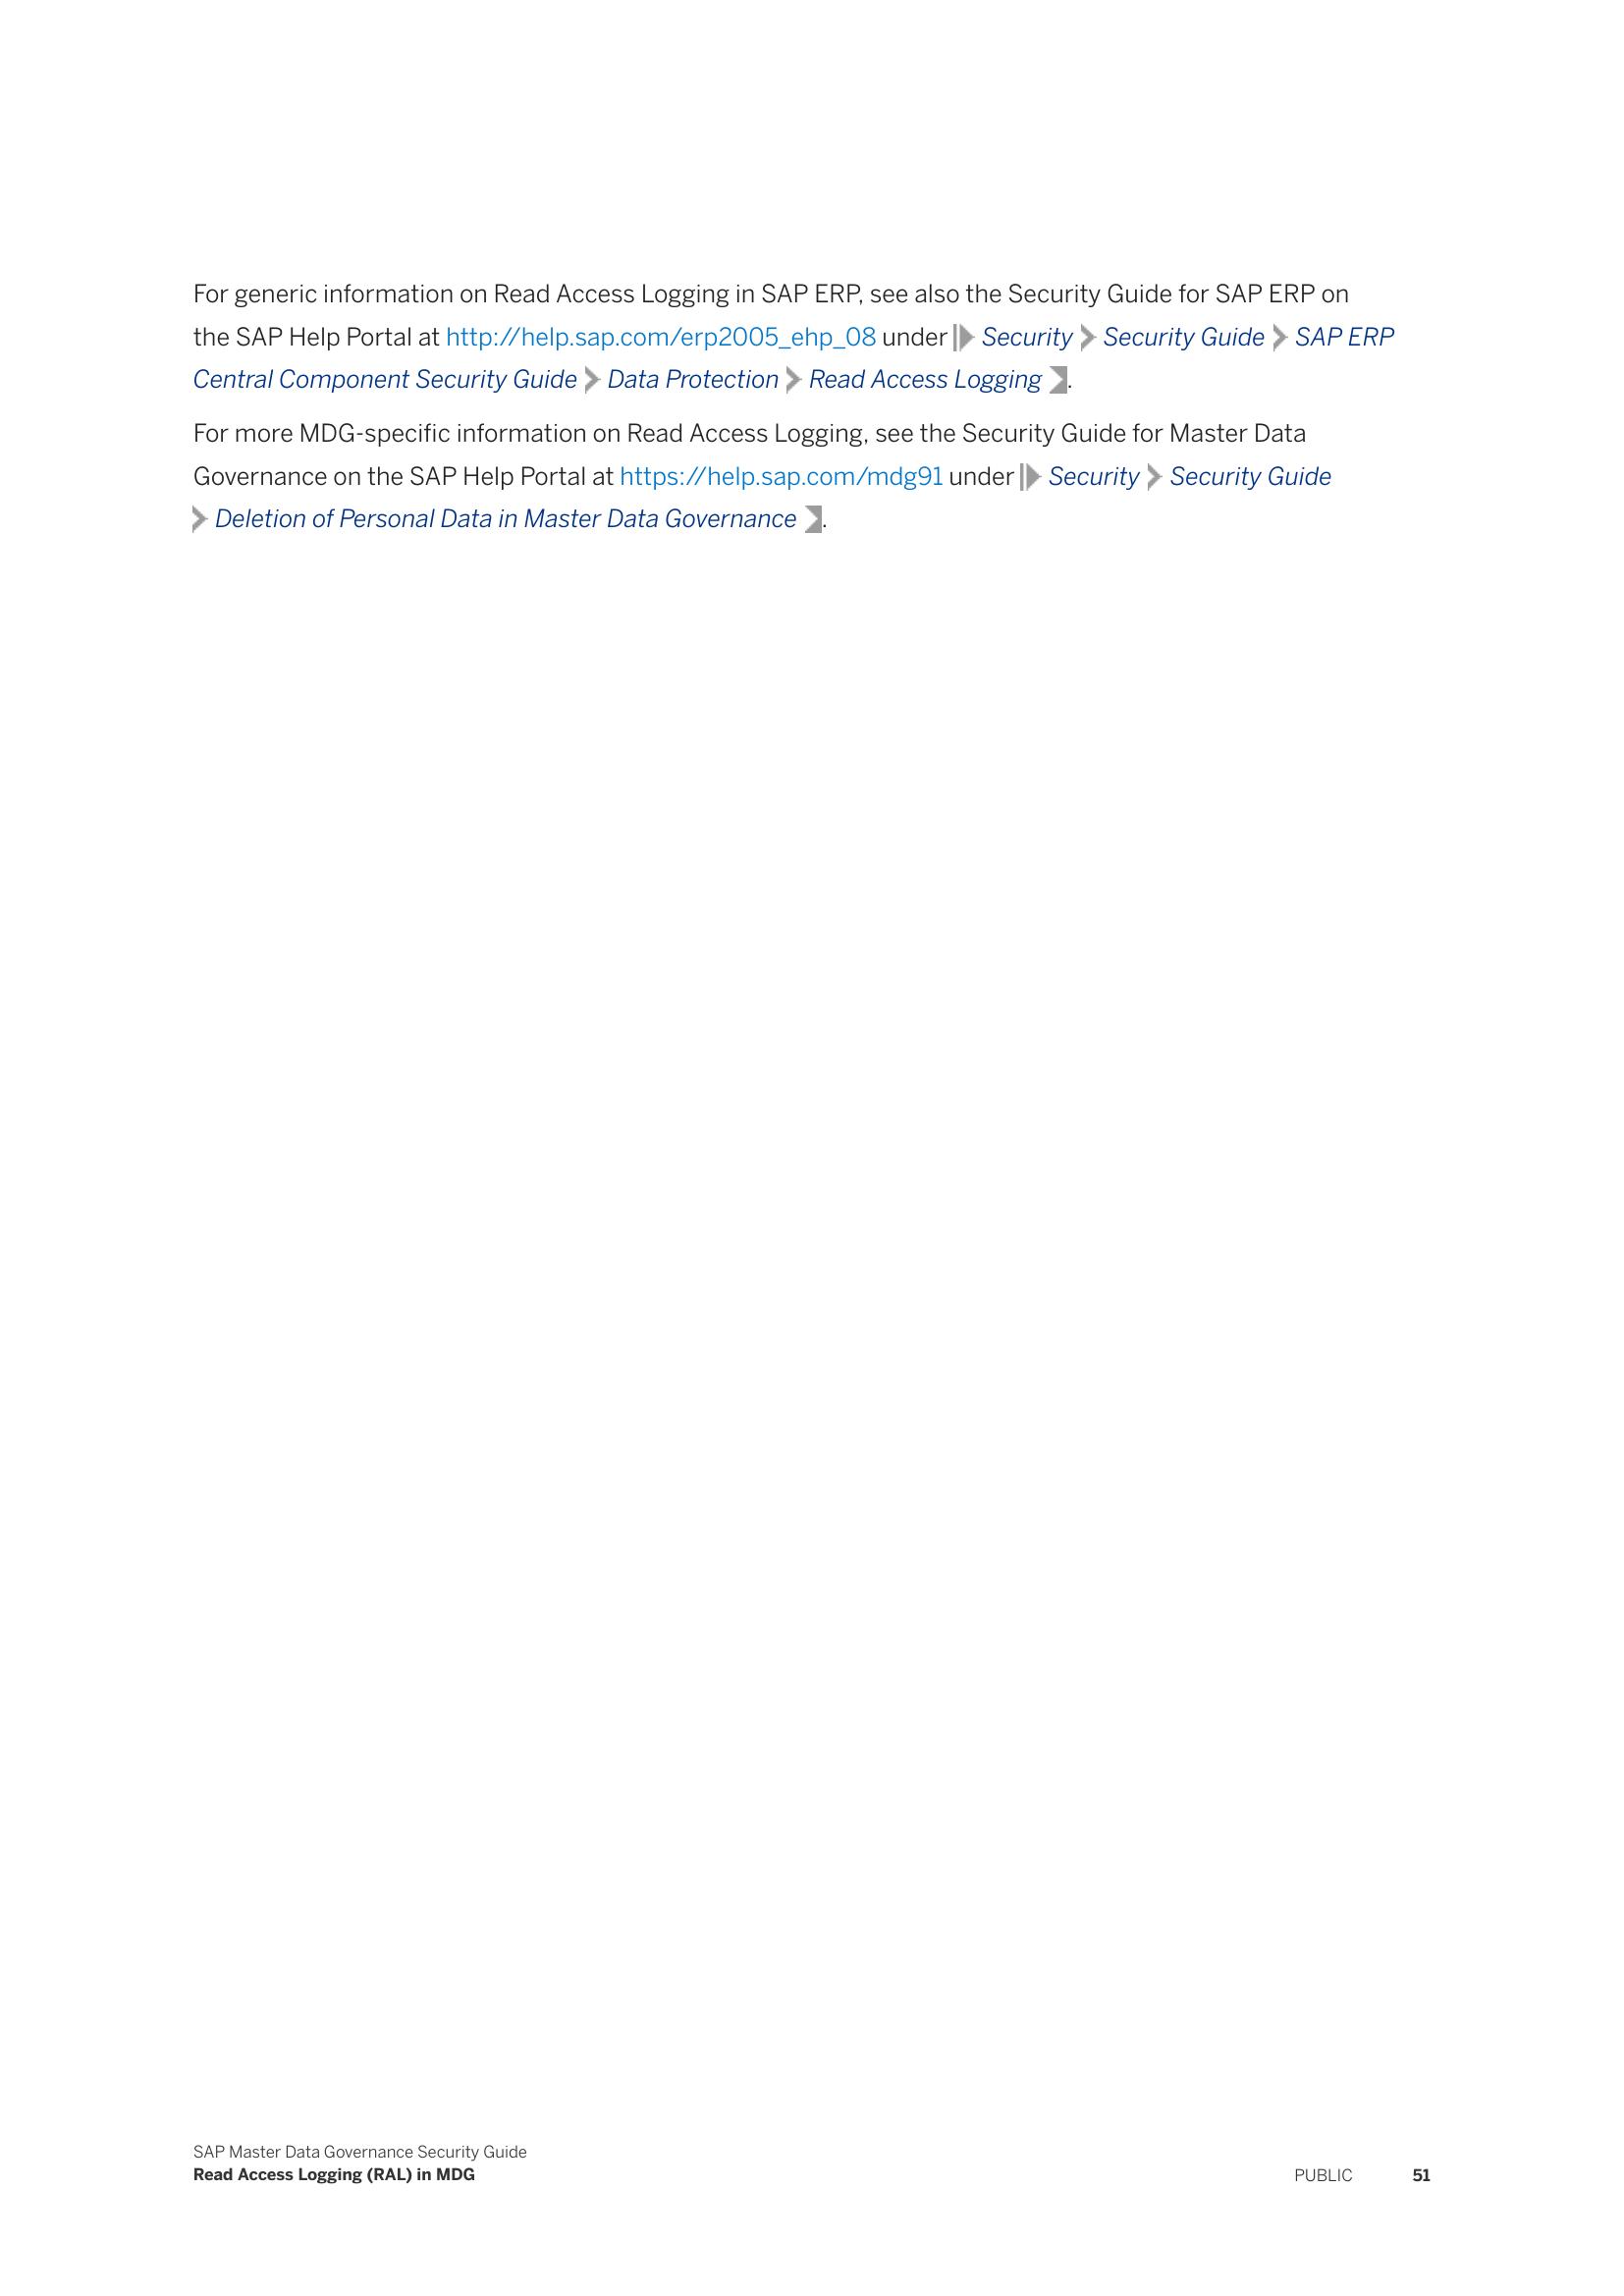 For generic information on Read Access Logging in SAP ERP, see also the Security Guide for SAP ERP on
the SAP Help Portal at http://help.sap.com/erp2005_ehp_08 under Security Security Guide SAP ERP
Central Component Security Guide Data Protection Read Access Logging .
For more MDG-specific information on Read Access Logging, see the Security Guide for Master Data
Governance on the SAP Help Portal at https://help.sap.com/mdg91 under Security Security Guide
Deletion of Personal Data in Master Data Governance .
SAP Master Data Governance Security Guide
Read Access Logging (RAL) in MDG
PUBLIC 51